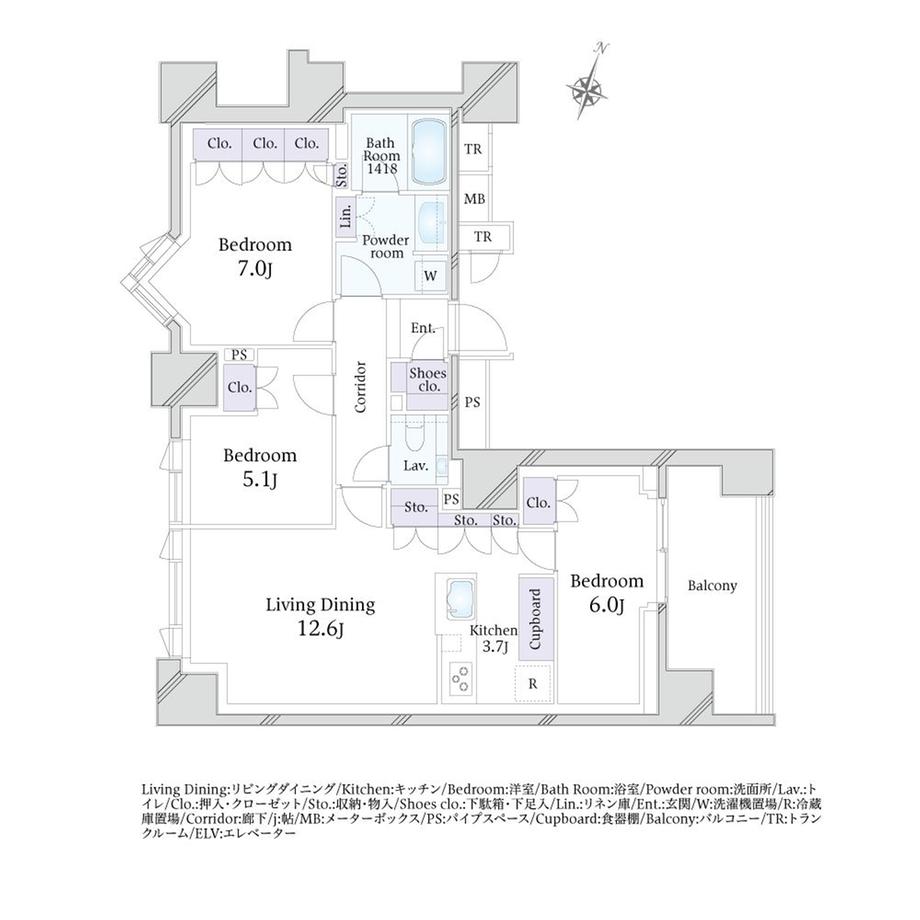 N
Clo.
Clo.
Clo.
Sto.
Bath
Room
1418
TR
MB
TR
Lin.
Powder
room
W
Bedroom
7.0J
Ent.
PS
Clo.
Corridor
Shoes
clo.
PS
Bedroom
5.1J
Lav.
Sto.
PS
Sto.
Sto.
Clo.
Living Dining
12.6J
Kitchen
3.7J
Cupboard
R
Bedroom
6.0J
Balcony
Living Dining:リビングダイニング/Kitchen:キッチン/Bedroom:洋室/Bath Room:浴室/Powder room:洗面所/Lav.:ト
イレ/Clo.:押入・クローゼット/Sto.:収納・物入/Shoes clo.:下駄箱・下足入/Lin.:リネン庫/Ent.:玄関/W:洗濯機置場/R:冷蔵
庫置場/Corridor:廊下/j:帖/MB:メーターボックス/PS:パイプスペース/Cupboard:食器棚/Balcony:バルコニー/TR:トラン
クルーム/ELV:エレベーター